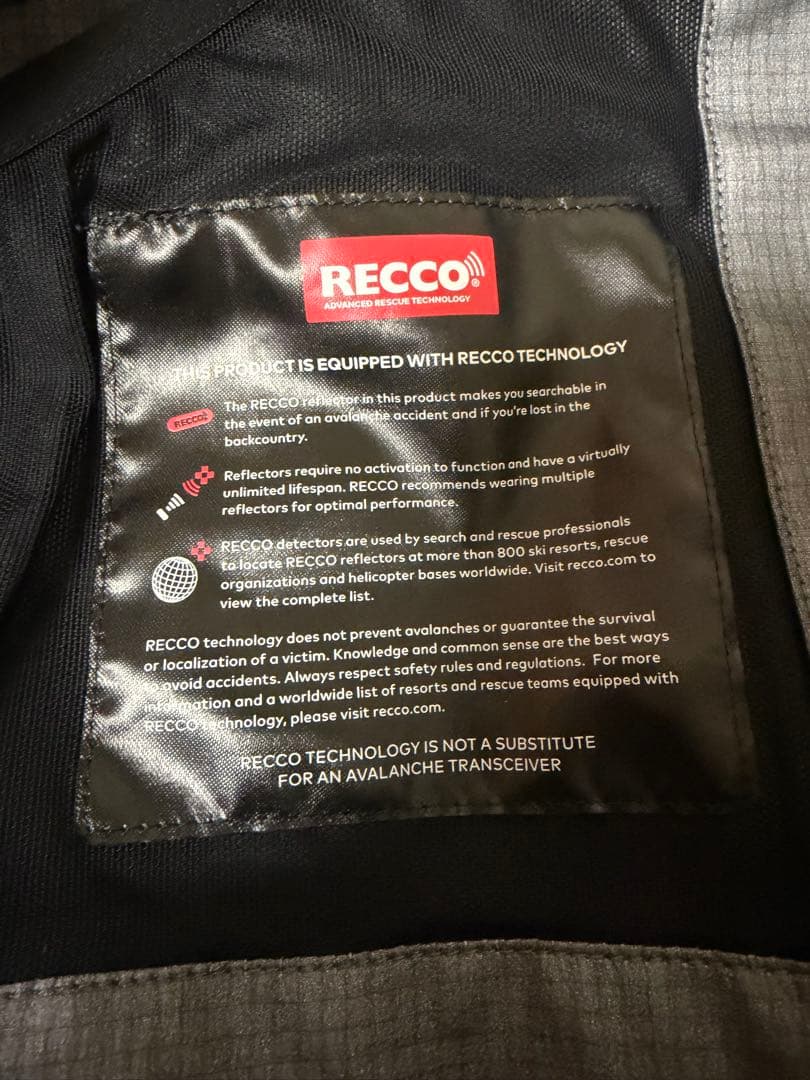 RECCO®
ADVANCED RESCUE TECHNOLOGY
THIS PRODUCT IS EQUIPPED WITH RECCO TECHNOLOGY
The RECCO reflector in this product makes you searchable in
the event of an avalanche accident and if you're lost in the
backcountry.
RECCO
Reflectors require no activation to function and have a virtually
unlimited lifespan. RECCO recommends wearing multiple
reflectors for optimal performance.
RECCO detectors are used by search and rescue professionals
to locate RECCO reflectors at more than 800 ski resorts, rescue
organizations and helicopter bases worldwide. Visit recco.com to
view the complete list.
RECCO technology does not prevent avalanches or guarantee the survival
or localization of a victim. Knowledge and common sense are the best ways
to avoid accidents. Always respect safety rules and regulations. For more
information and a worldwide list of resorts and rescue teams equipped with
RECCO technology, please visit recco.com.
RECCO TECHNOLOGY IS NOT A SUBSTITUTE
FOR AN AVALANCHE TRANSCEIVER